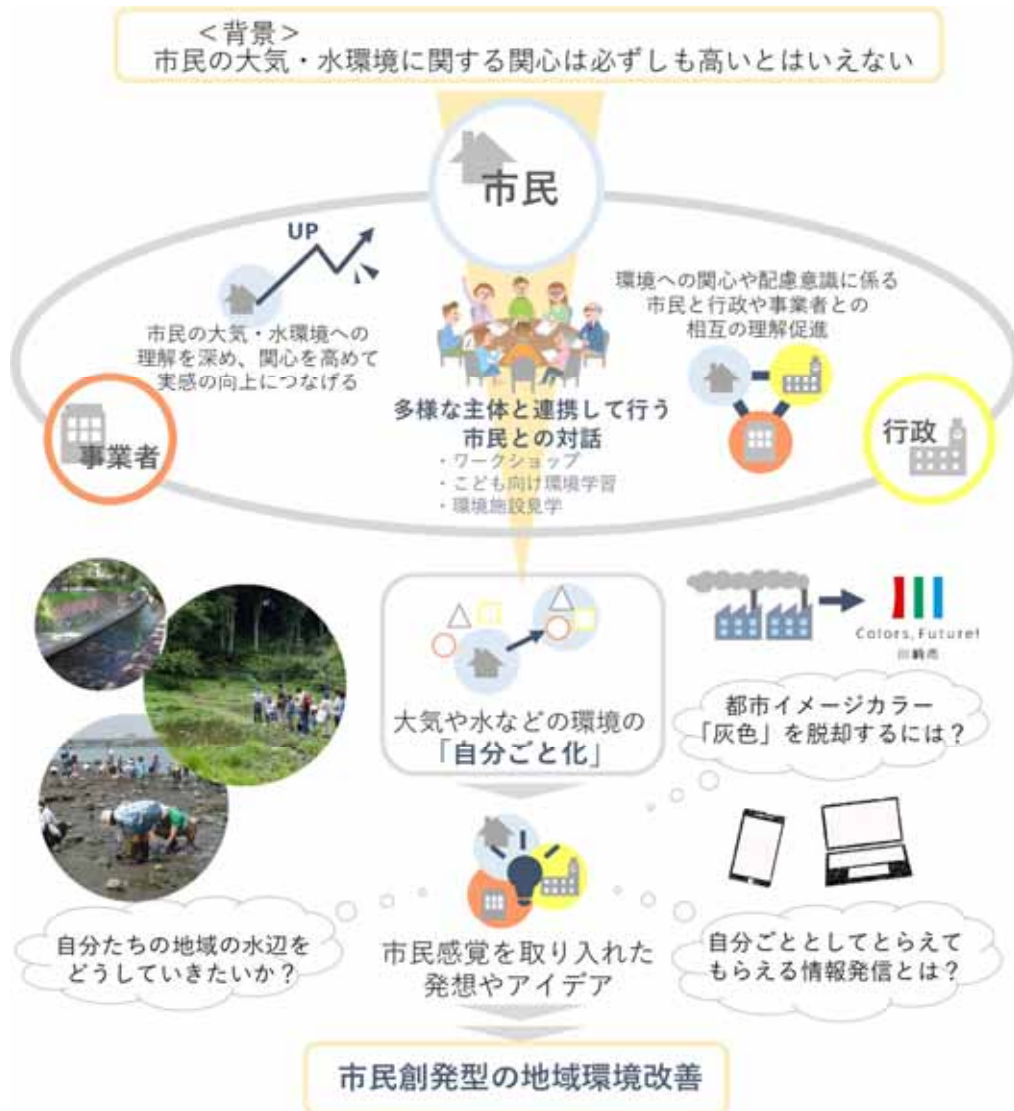 ＜背景＞
市民の大気・水環境に関する関心は必ずしも高いとはいえない
市民
UP
市民の大気・水環境への
理解を深め、関心を高めて
実感の向上につなげる
環境への関心や配慮意識に係る
市民と行政や事業者との
相互の理解促進
事業者
行政
多様な主体と連携して行う
市民との対話
・ワークショップ
・こども向け環境学習
・環境施設見学
大気や水などの環境の
「自分ごと化」
Colors, Future!
川崎市
都市イメージカラー
「灰色」を脱却するには？
自分たちの地域の水辺を
どうしていきたいか？
市民感覚を取り入れた
発想やアイデア
自分ごととしてとらえて
もらえる情報発信とは？
市民創発型の地域環境改善